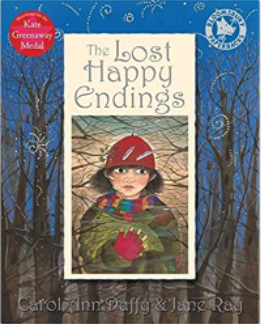 Kate
Greenaway
Medal
The
Lost
Happy
Endings
Carol Ann Duffy & Jane Ray